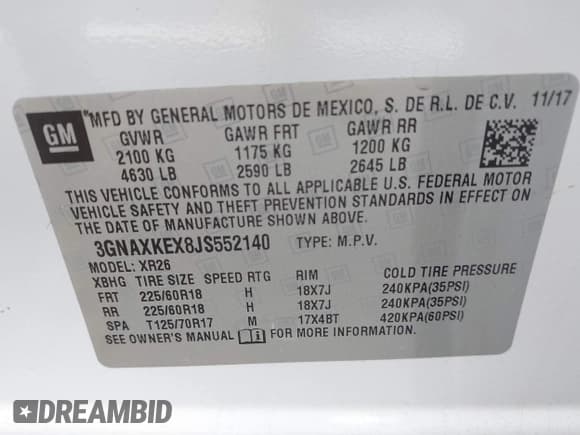 GM
MFD BY GENERAL MOTORS DE MEXICO, S. DE R.L. DE C.V. 11/17
GVWR GAWR FRT GAWR RR
2100 KG 1175 KG 1200 KG
4630 LB 2590 LB 2645 LB
THIS VEHICLE CONFORMS TO ALL APPLICABLE U.S. FEDERAL MOTOR
VEHICLE SAFETY AND THEFT PREVENTION STANDARDS IN EFFECT ON
THE DATE OF MANUFACTURE SHOWN ABOVE.
3GNAXKEX8JS552140 TYPE: M.P.V.
MODEL: XR26
XBHG TIRE SIZE SPEED RTG RIM COLD TIRE PRESSURE
FRT 225/60R18 H 18X7J 240KPA(35PSI)
RR 225/60R18 H 18X7J 240KPA(35PSI)
SPA T125/70R17 M 17X4BT 420KPA(60PSI)
SEE OWNER'S MANUAL FOR MORE INFORMATION.
DREAMBID